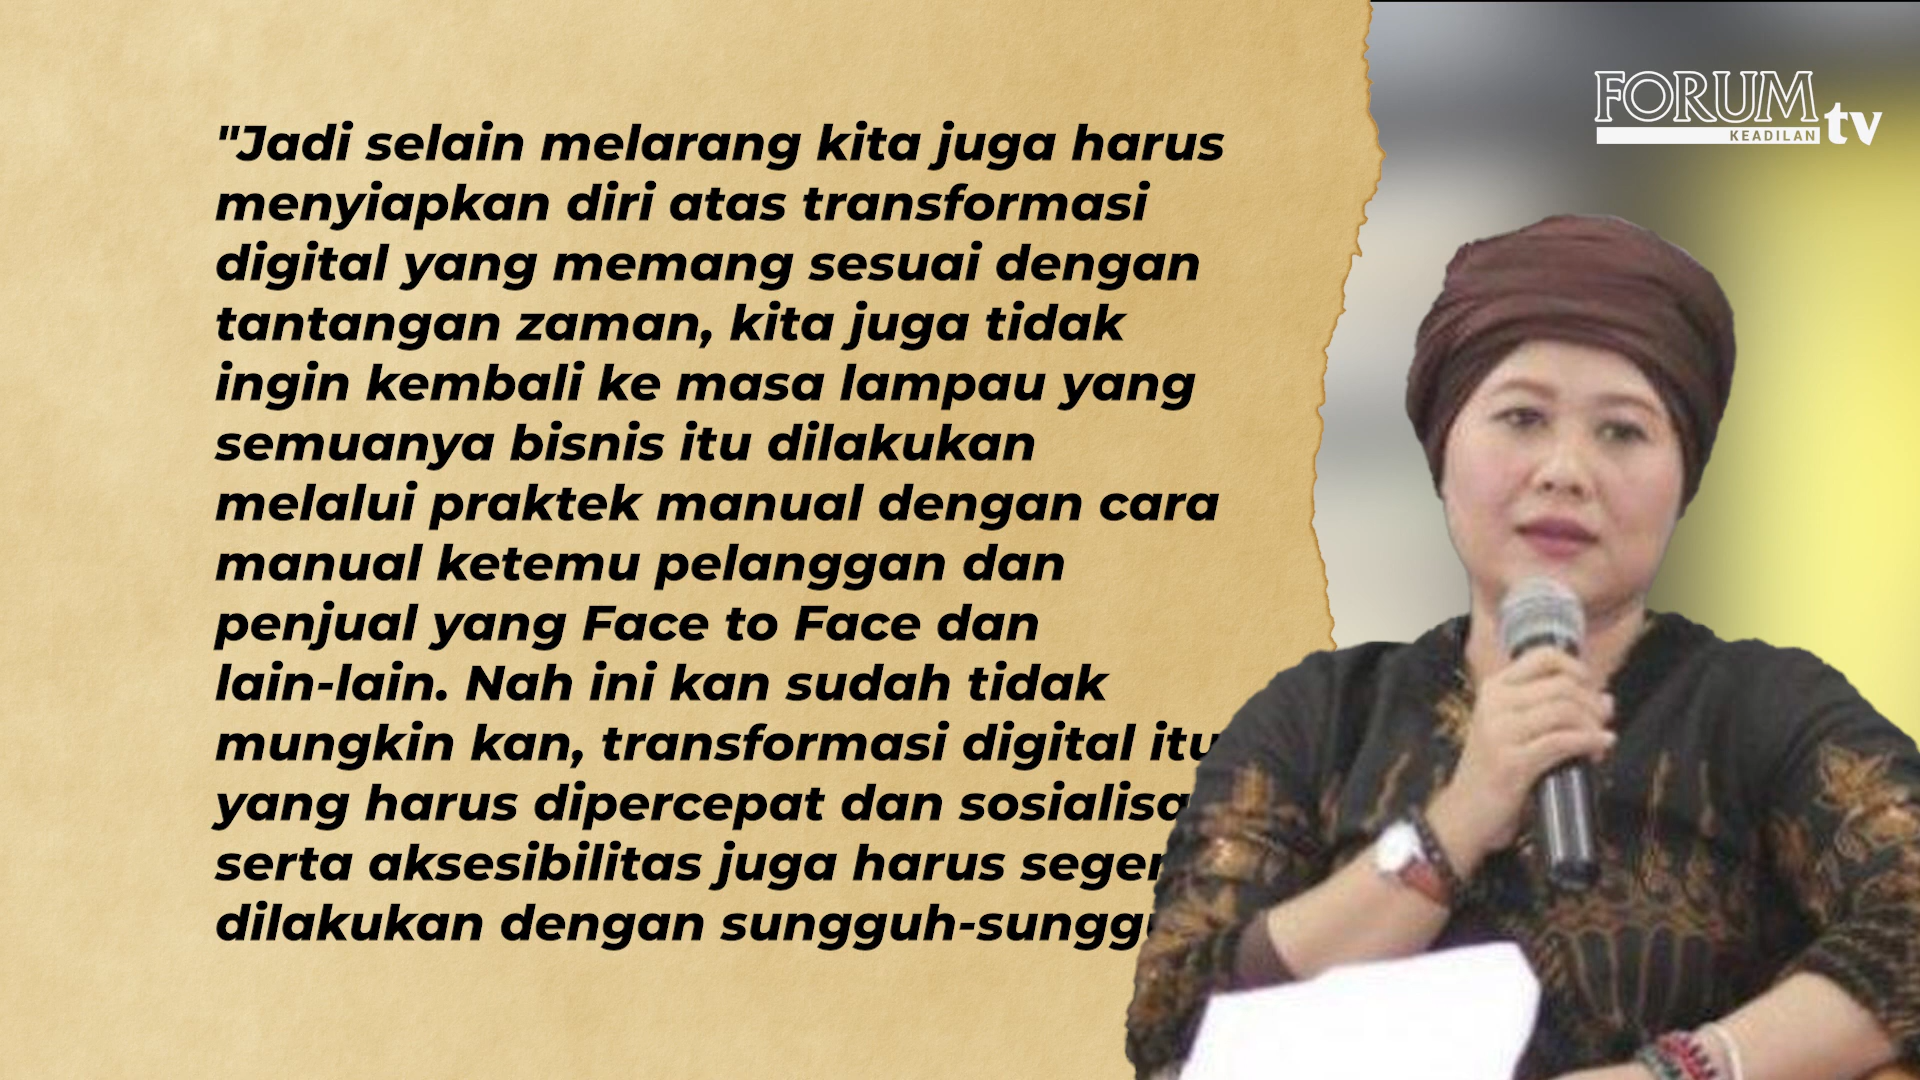 "Jadi selain melarang kita juga harus
menyiapkan diri atas transformasi
digital yang memang sesuai dengan
tantangan zaman, kita juga tidak
ingin kembali ke masa lampau yang
semuanya bisnis itu dilakukan
melalui praktek manual dengan cara
manual ketemu pelanggan dan
penjual yang Face to Face dan
lain-lain. Nah ini kan sudah tidak
mungkin kan, transformasi digital itu
yang harus dipercepat dan
serta aksesibilitas juga harus
dilakukan dengan
FORUM
KEADILAN tv